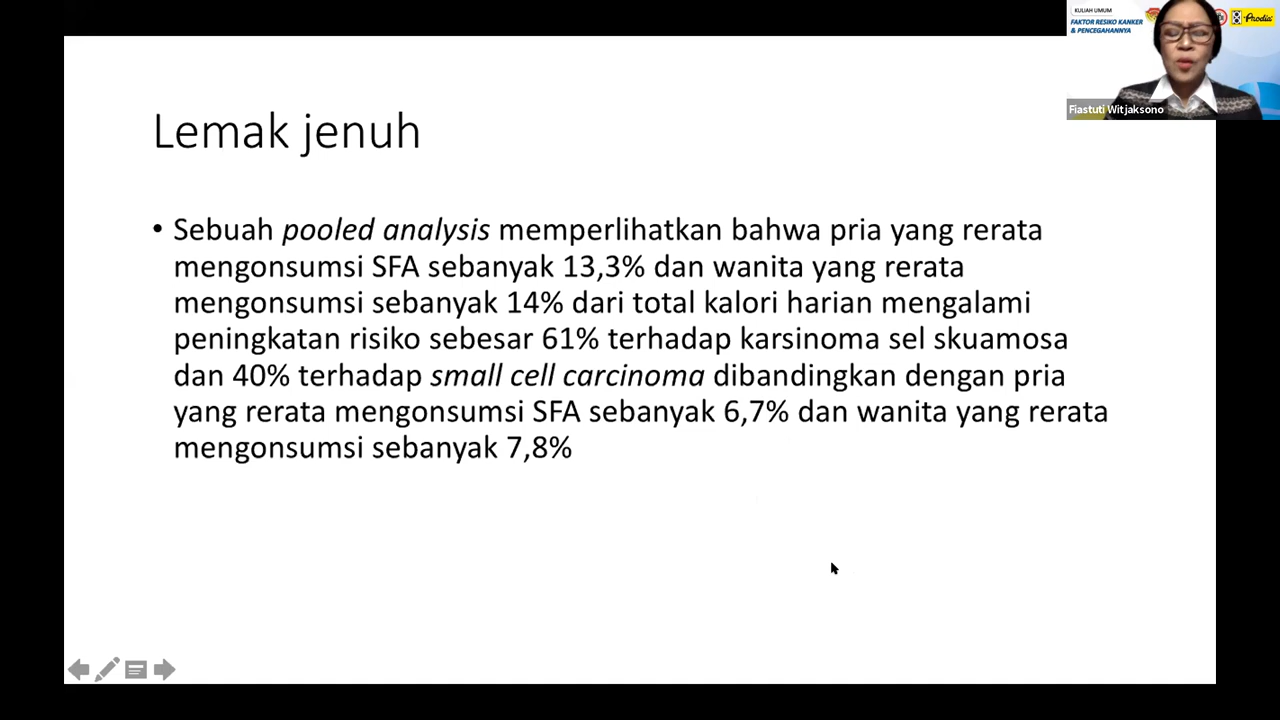 KULIAH UMUM
FAKTOR RESIKO KANKER
& PENCEGAHANNYA
Prodia
Fiastuti Witjaksono
Lemak jenuh
• Sebuah pooled analysis memperlihatkan bahwa pria yang rerata
mengonsumsi SFA sebanyak 13,3% dan wanita yang rerata
mengonsumsi sebanyak 14% dari total kalori harian mengalami
peningkatan risiko sebesar 61% terhadap karsinoma sel skuamosa
dan 40% terhadap small cell carcinoma dibandingkan dengan pria
yang rerata mengonsumsi SFA sebanyak 6,7% dan wanita yang rerata
mengonsumsi sebanyak 7,8%